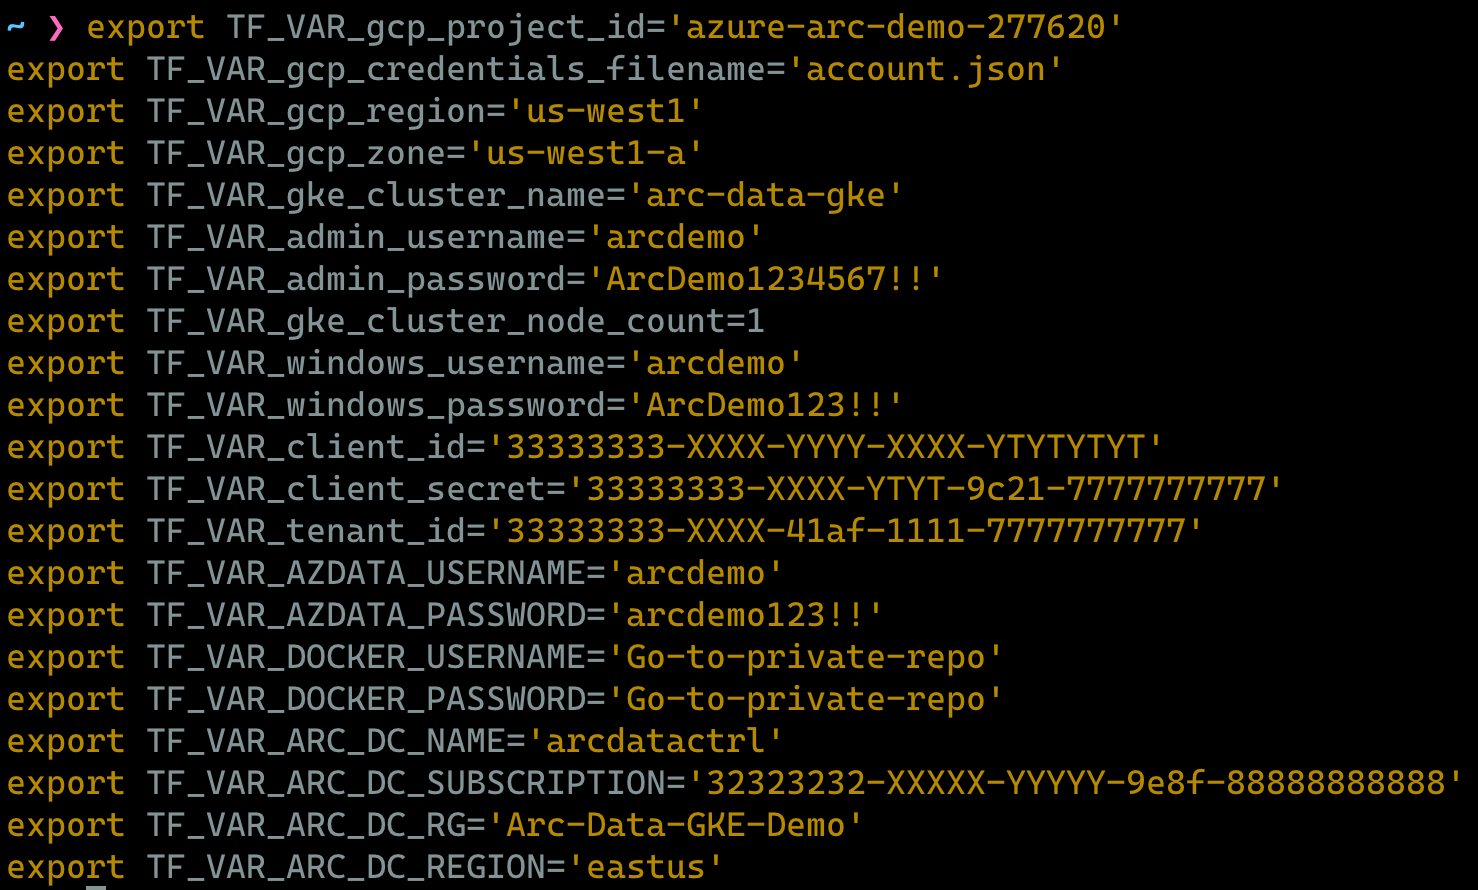 ~ ❯ export TF_VAR_gcp_project_id='azure-arc-demo-277620'
export TF_VAR_gcp_credentials_filename='account.json'
export TF_VAR_gcp_region='us-west1'
export TF_VAR_gcp_zone='us-west1-a'
export TF_VAR_gke_cluster_name='arc-data-gke'
export TF_VAR_admin_username='arcdemo'
export TF_VAR_admin_password='ArcDemo1234567!!'
export TF_VAR_gke_cluster_node_count=1
export TF_VAR_windows_username='arcdemo'
export TF_VAR_windows_password='ArcDemo123!!'
export TF_VAR_client_id='33333333-XXXX-YYYY-XXXX-YTYTYTYT'
export TF_VAR_client_secret='33333333-XXXX-YTYT-9c21-7777777777'
export TF_VAR_tenant_id='33333333-XXXX-41af-1111-7777777777'
export TF_VAR_AZDATA_USERNAME='arcdemo'
export TF_VAR_AZDATA_PASSWORD='arcdemo123!!'
export TF_VAR_DOCKER_USERNAME='Go-to-private-repo'
export TF_VAR_DOCKER_PASSWORD='Go-to-private-repo'
export TF_VAR_ARC_DC_NAME='arcdatactrl'
export TF_VAR_ARC_DC_SUBSCRIPTION='32323232-XXXXX-YYYYY-9e8f-88888888888'
export TF_VAR_ARC_DC_RG='Arc-Data-GKE-Demo'
export TF_VAR_ARC_DC_REGION='eastus'